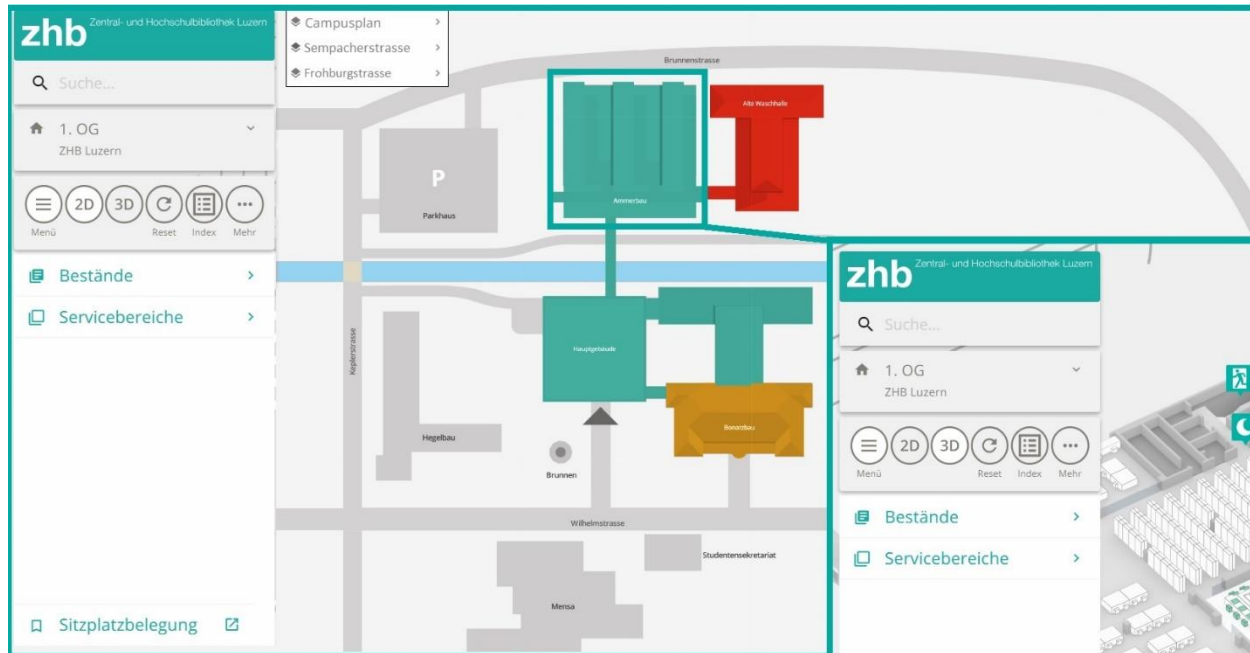 zhb Zentral- und Hochschulbibliothek Luzern
Suche...
1. OG
ZHB Luzern
2D 3D
Menü Reset Index Mehr
Bestände
Servicebereiche
Sitzplatzbelegung
Campusplan
Sempacherstrasse
Frohburgstrasse
Brunnenstrasse
Alte Waschhalle
P
Parkhaus
Ammerbau
Keplerstrasse
Hauptgebäude
Bonatzbau
Hegelbau
Brunnen
Wilhelmstrasse
Studentensekretariat
Mensa
zhb Zentral- und Hochschulbibliothek Luzern
Suche...
1. OG
ZHB Luzern
2D 3D
Menü Reset Index Mehr
Bestände
Servicebereiche